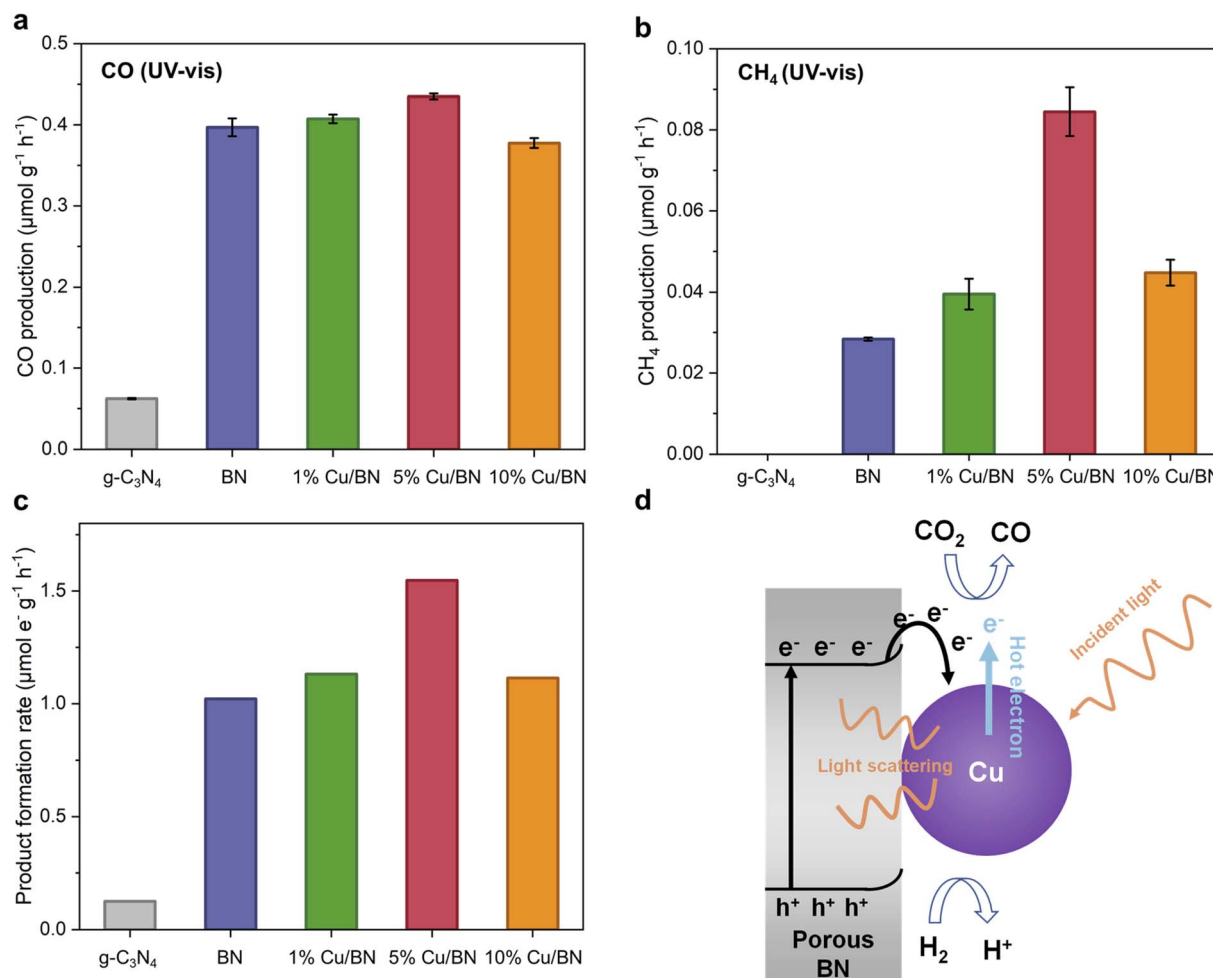 a
CO (UV-vis)
CO production (µmol g⁻¹ h⁻¹)
0.5
0.4
0.3
0.2
0.1
0.0
g-C₃N₄ BN 1% Cu/BN 5% Cu/BN 10% Cu/BN
b
CH₄ (UV-vis)
CH₄ production (µmol g⁻¹ h⁻¹)
0.10
0.08
0.06
0.04
0.02
0.00
g-C₃N₄ BN 1% Cu/BN 5% Cu/BN 10% Cu/BN
c
Product formation rate (µmol e⁻ g⁻¹ h⁻¹)
1.5
1.0
0.5
0.0
g-C₃N₄ BN 1% Cu/BN 5% Cu/BN 10% Cu/BN
d
CO₂ CO
Incident light
e⁻ e⁻ e⁻
e⁻ e⁻ e⁻ e⁻
Hot electron
Light scattering
Cu
h⁺ h⁺ h⁺
Porous
BN
H₂ H⁺